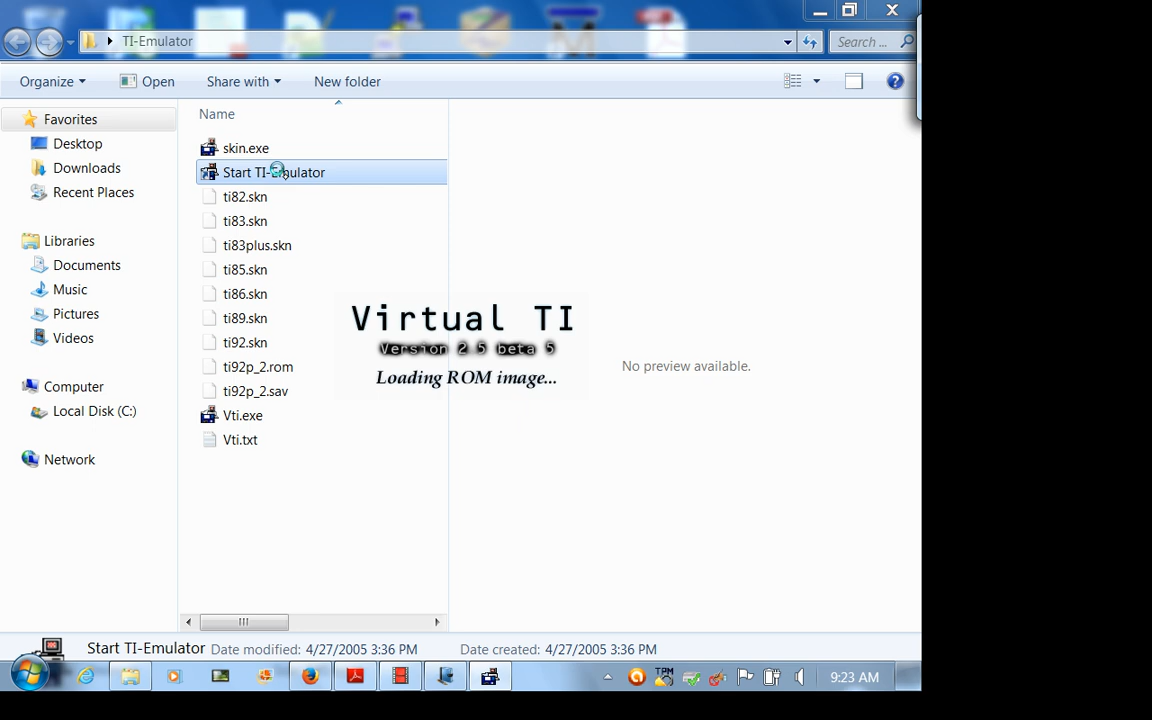 TI-Emulator
Search ...
Organize
Open
Share with
New folder
Name
Favorites
Desktop
Downloads
Recent Places
Libraries
Documents
Music
Pictures
Videos
Computer
Local Disk (C:)
Network
skin.exe
Start TI-Emulator
ti82.skn
ti83.skn
ti83plus.skn
ti85.skn
ti86.skn
ti89.skn
ti92.skn
ti92p_2.rom
ti92p_2.sav
Vti.exe
Vti.txt
Virtual TI
Version 2.5 beta 5
Loading ROM image...
No preview available.
Start TI-Emulator Date modified: 4/27/2005 3:36 PM Date created: 4/27/2005 3:36 PM
TPM
9:23 AM